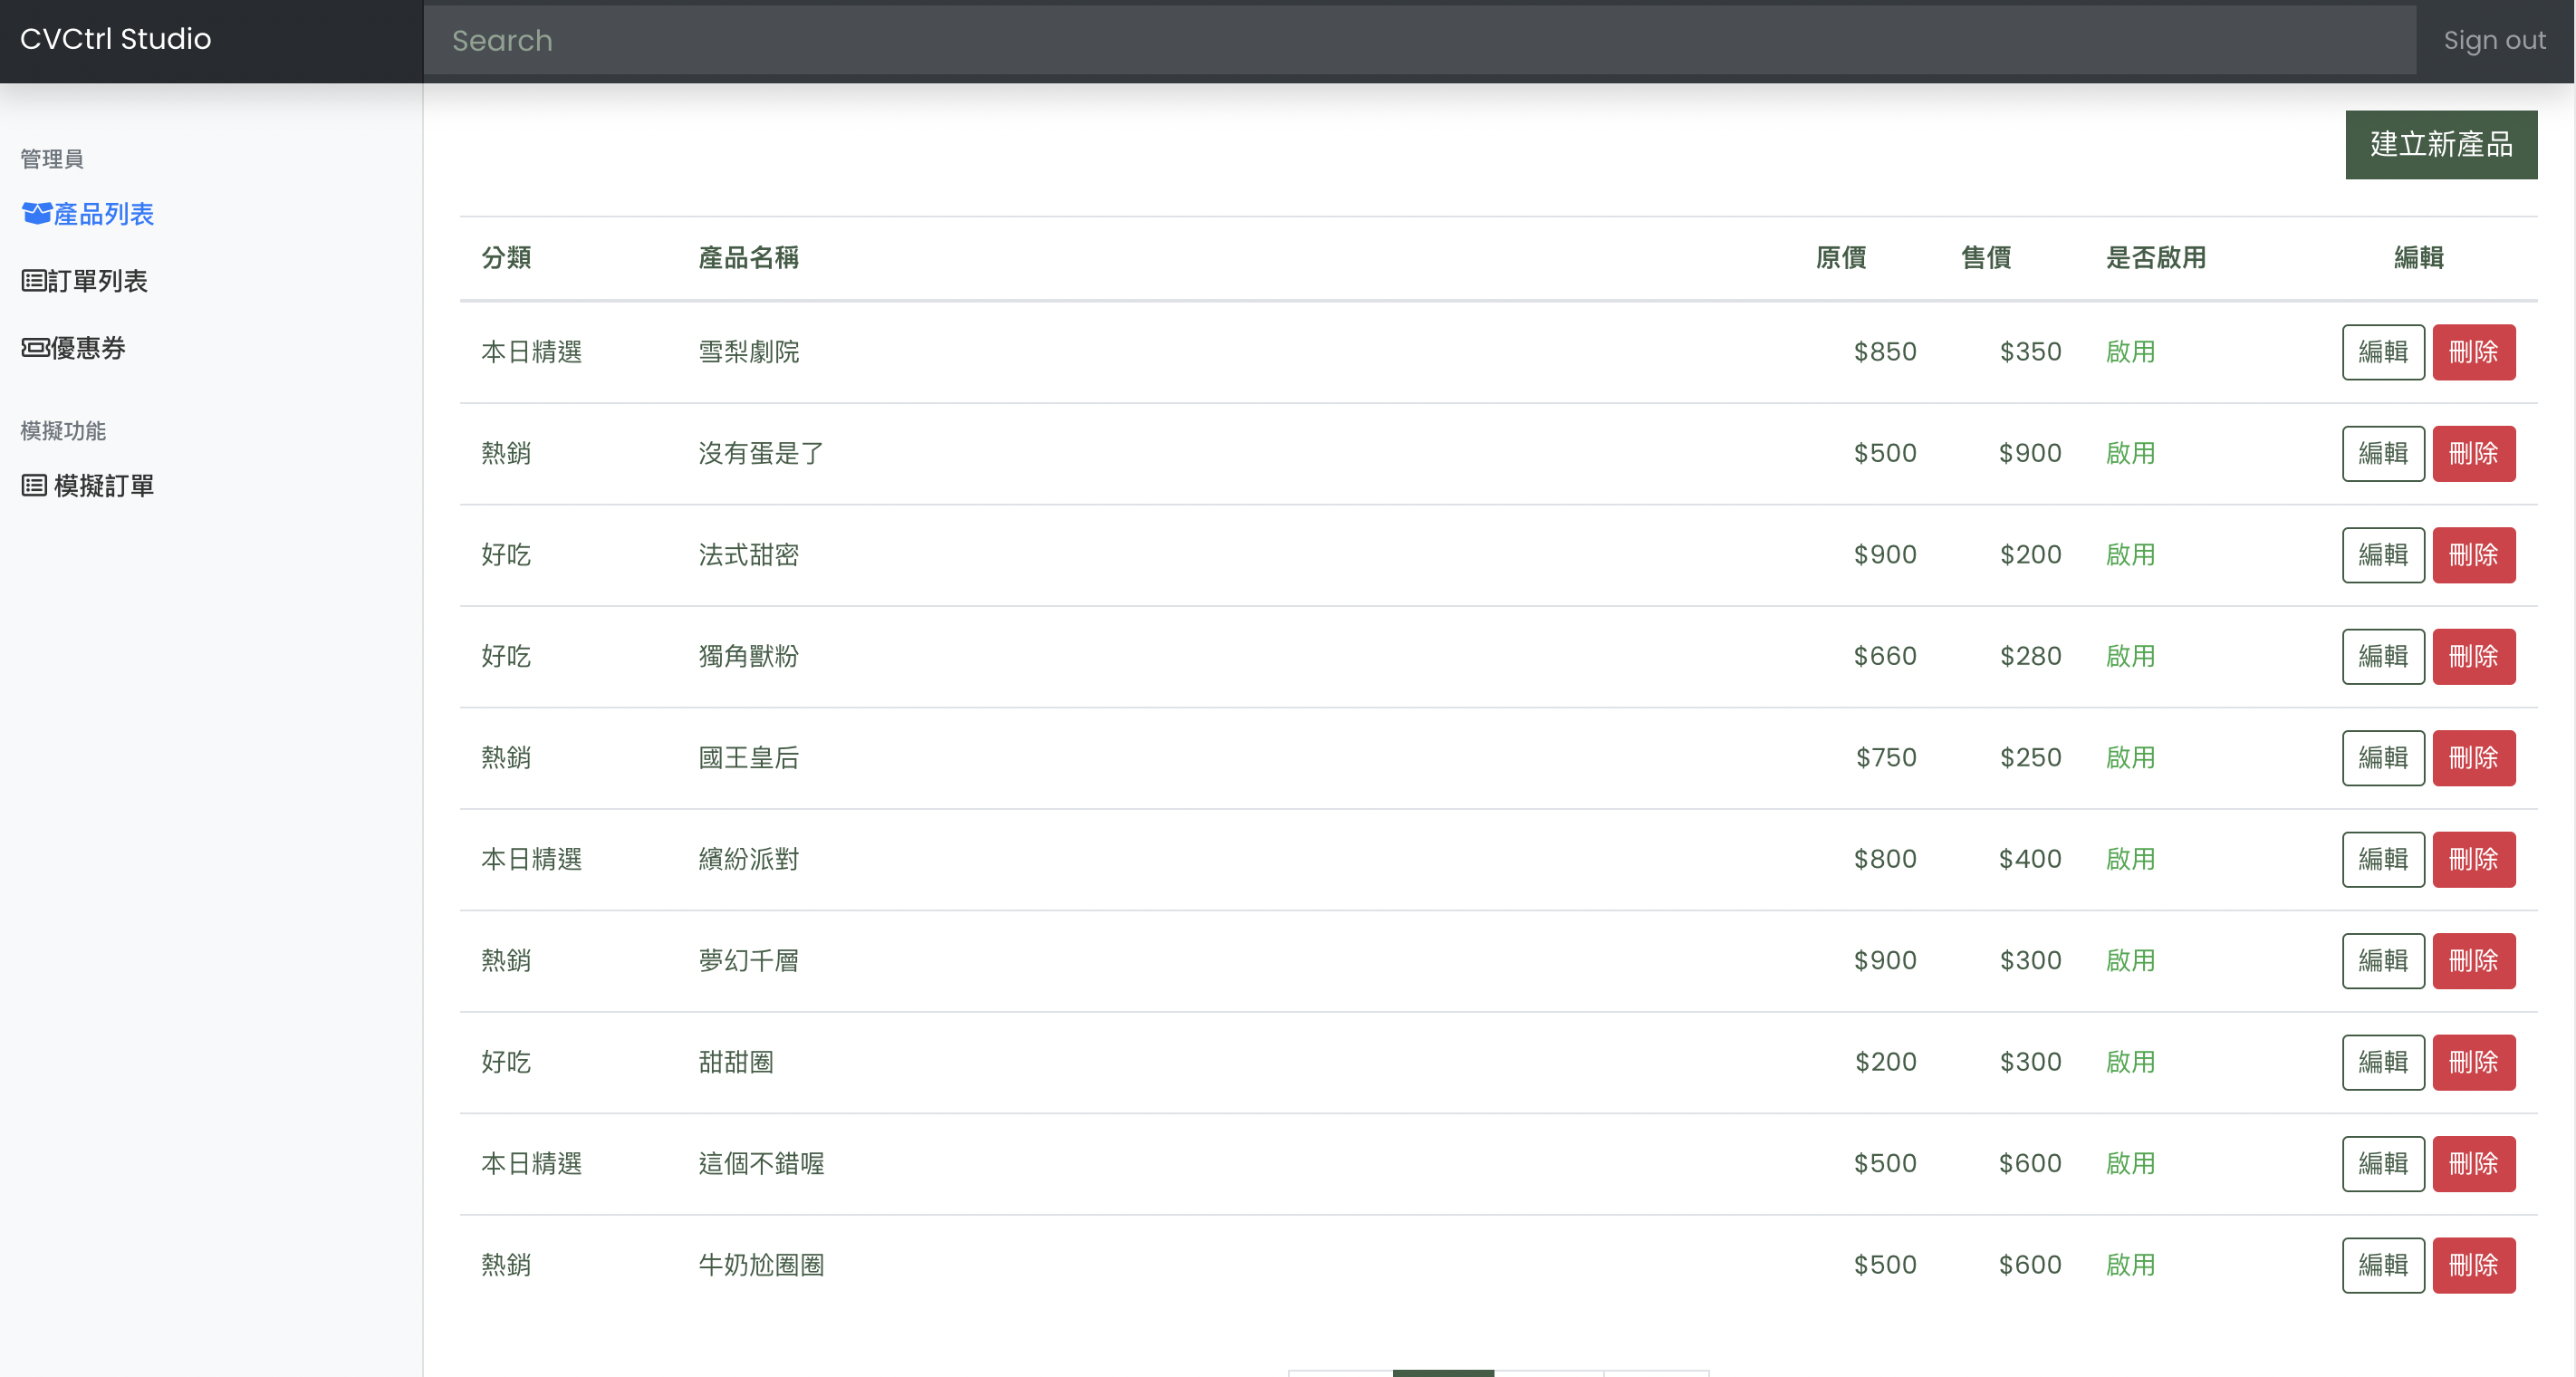 CVCtrl Studio Search Sign out
管理員
產品列表
訂單列表
優惠券
模擬功能
模擬訂單
建立新產品
分類 產品名稱 原價 售價 是否啟用 編輯
本日精選 雪梨劇院 $850 $350 啟用 編輯 刪除
熱銷 沒有蛋是了 $500 $900 啟用 編輯 刪除
好吃 法式甜密 $900 $200 啟用 編輯 刪除
好吃 獨角獸粉 $660 $280 啟用 編輯 刪除
熱銷 國王皇后 $750 $250 啟用 編輯 刪除
本日精選 繽紛派對 $800 $400 啟用 編輯 刪除
熱銷 夢幻千層 $900 $300 啟用 編輯 刪除
好吃 甜甜圈 $200 $300 啟用 編輯 刪除
本日精選 這個不錯喔 $500 $600 啟用 編輯 刪除
熱銷 牛奶尬圈圈 $500 $600 啟用 編輯 刪除